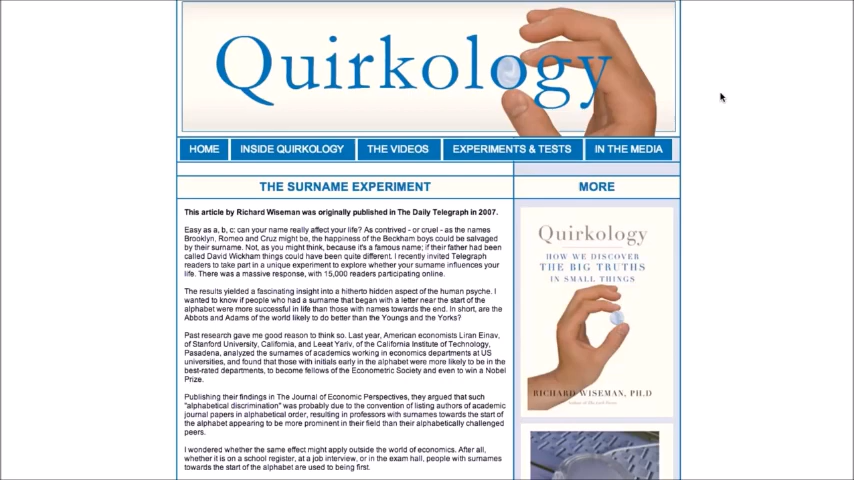 Quirkology
HOME
INSIDE QUIRKOLOGY
THE VIDEOS
EXPERIMENTS & TESTS
IN THE MEDIA
THE SURNAME EXPERIMENT
This article by Richard Wiseman was originally published in The Daily Telegraph in 2007.
Easy as a, b, c: can your name really affect your life? As contrived - or cruel - as the names
Brooklyn, Romeo and Cruz might be, the happiness of the Beckham boys could be salvaged
by their surname. Not, as you might think, because it's a famous name; if their father had been
called David Wickham things could have been quite different. I recently invited Telegraph
readers to take part in a unique experiment to explore whether your surname influences your
life. There was a massive response, with 15,000 readers participating online.
The results yielded a fascinating insight into a hitherto hidden aspect of the human psyche. I
wanted to know if people who had a surname that began with a letter near the start of the
alphabet were more successful in life than those with names towards the end. In short, are the
Abbots and Adams of the world likely to do better than the Youngs and the Yorks?
Past research gave me good reason to think so. Last year, American economists Liran Einav,
of Stanford University, California, and Leeat Yariv, of the California Institute of Technology,
Pasadena, analyzed the surnames of academics working in economics departments at US
universities, and found that those with initials early in the alphabet were more likely to be in the
best-rated departments, to become fellows of the Econometric Society and even to win a Nobel
Prize.
Publishing their findings in The Journal of Economic Perspectives, they argued that such
"alphabetical discrimination" was probably due to the convention of listing authors of academic
journal papers in alphabetical order, resulting in professors with surnames towards the start of
the alphabet appearing to be more prominent in their field than their alphabetically challenged
peers.
I wondered whether the same effect might apply outside the world of economics. After all,
whether it is on a school register, at a job interview, or in the exam hall, people with surnames
towards the start of the alphabet are used to being first.
MORE
Quirkology
HOW WE DISCOVER
THE BIG TRUTHS
IN SMALL THINGS
RICHARD WISEMAN, PH.D